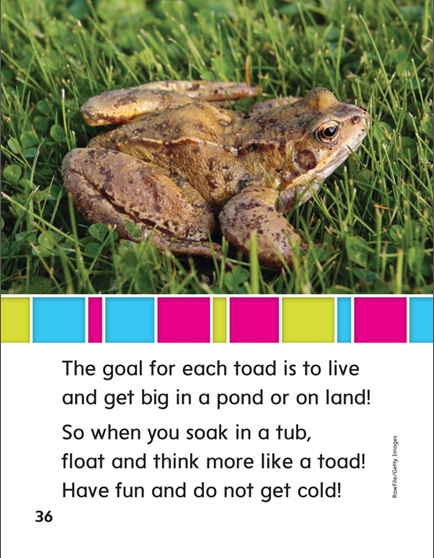 The goal for each toad is to live
and get big in a pond or on land!
So when you soak in a tub,
float and think more like a toad!
Have fun and do not get cold!
RawFile/Getty Images
36